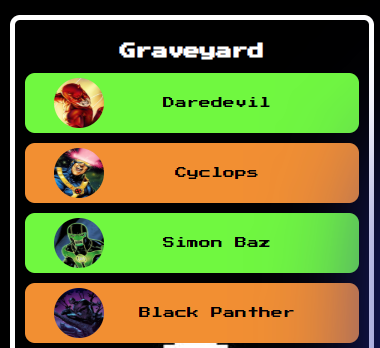 Graveyard
Daredevil
Cyclops
Simon Baz
Black Panther